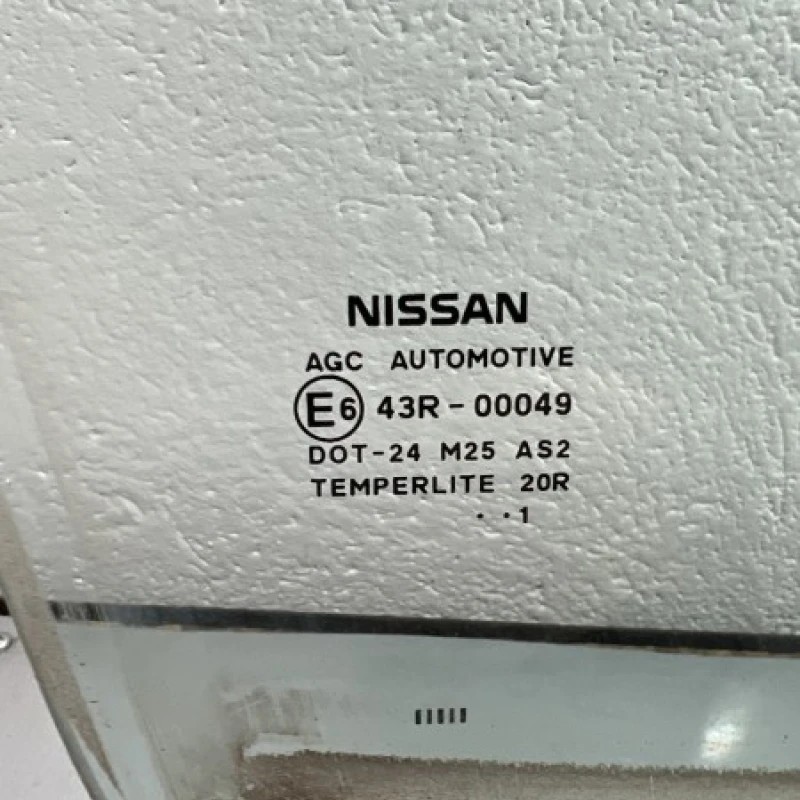 NISSAN
AGC AUTOMOTIVE
E6 43R-00049
DOT-24 M25 AS2
TEMPERLITE 20R
. . 1